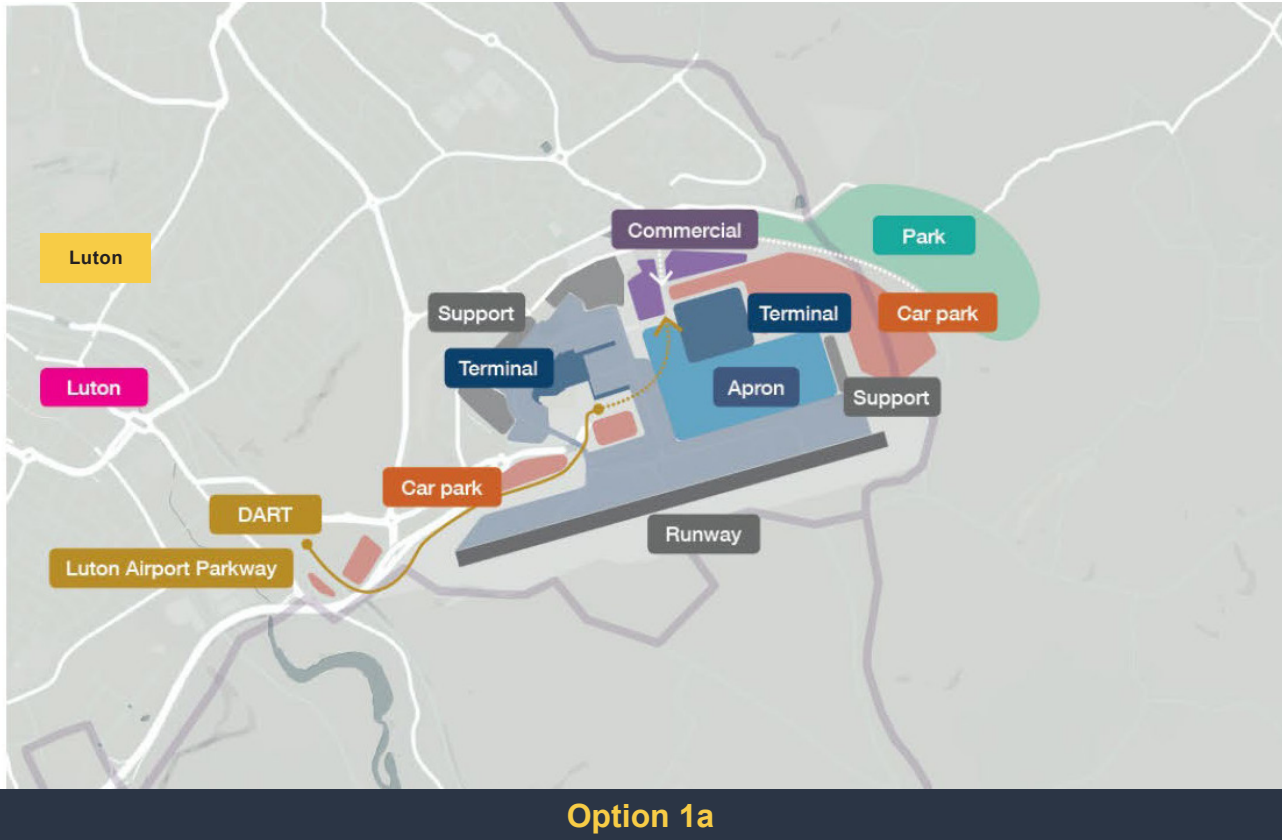 Commercial
Park
Luton
Support
Terminal
Car park
Terminal
Luton
Apron
Support
Car park
DART
Runway
Luton Airport Parkway
Option 1a